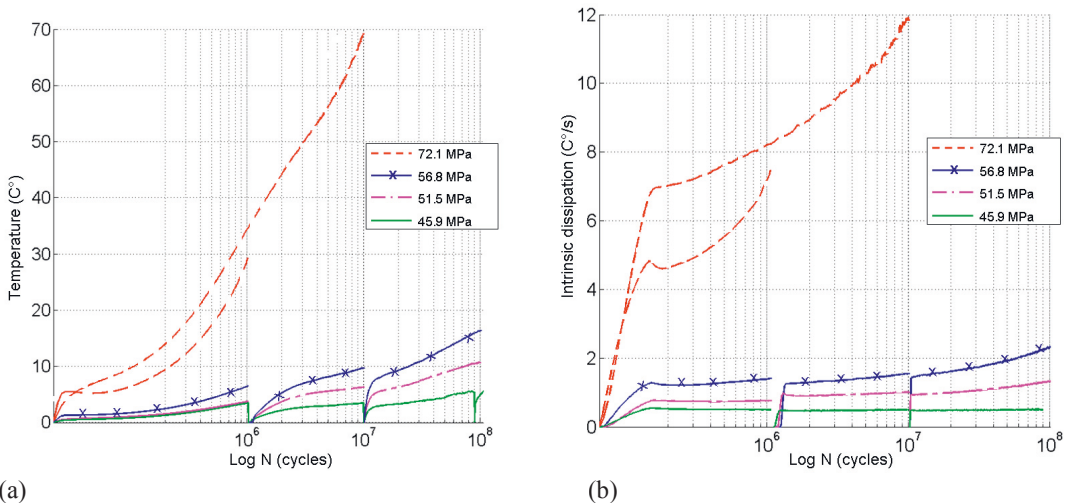 Temperature (C°)
70
60
50
40
30
20
10
0
10^6
10^7
10^8
Log N (cycles)
72.1 MPa
56.8 MPa
51.5 MPa
45.9 MPa
(a)
Intrinsic dissipation (C°/s)
12
10
8
6
4
2
0
10^6
10^7
10^8
Log N (cycles)
72.1 MPa
56.8 MPa
51.5 MPa
45.9 MPa
(b)